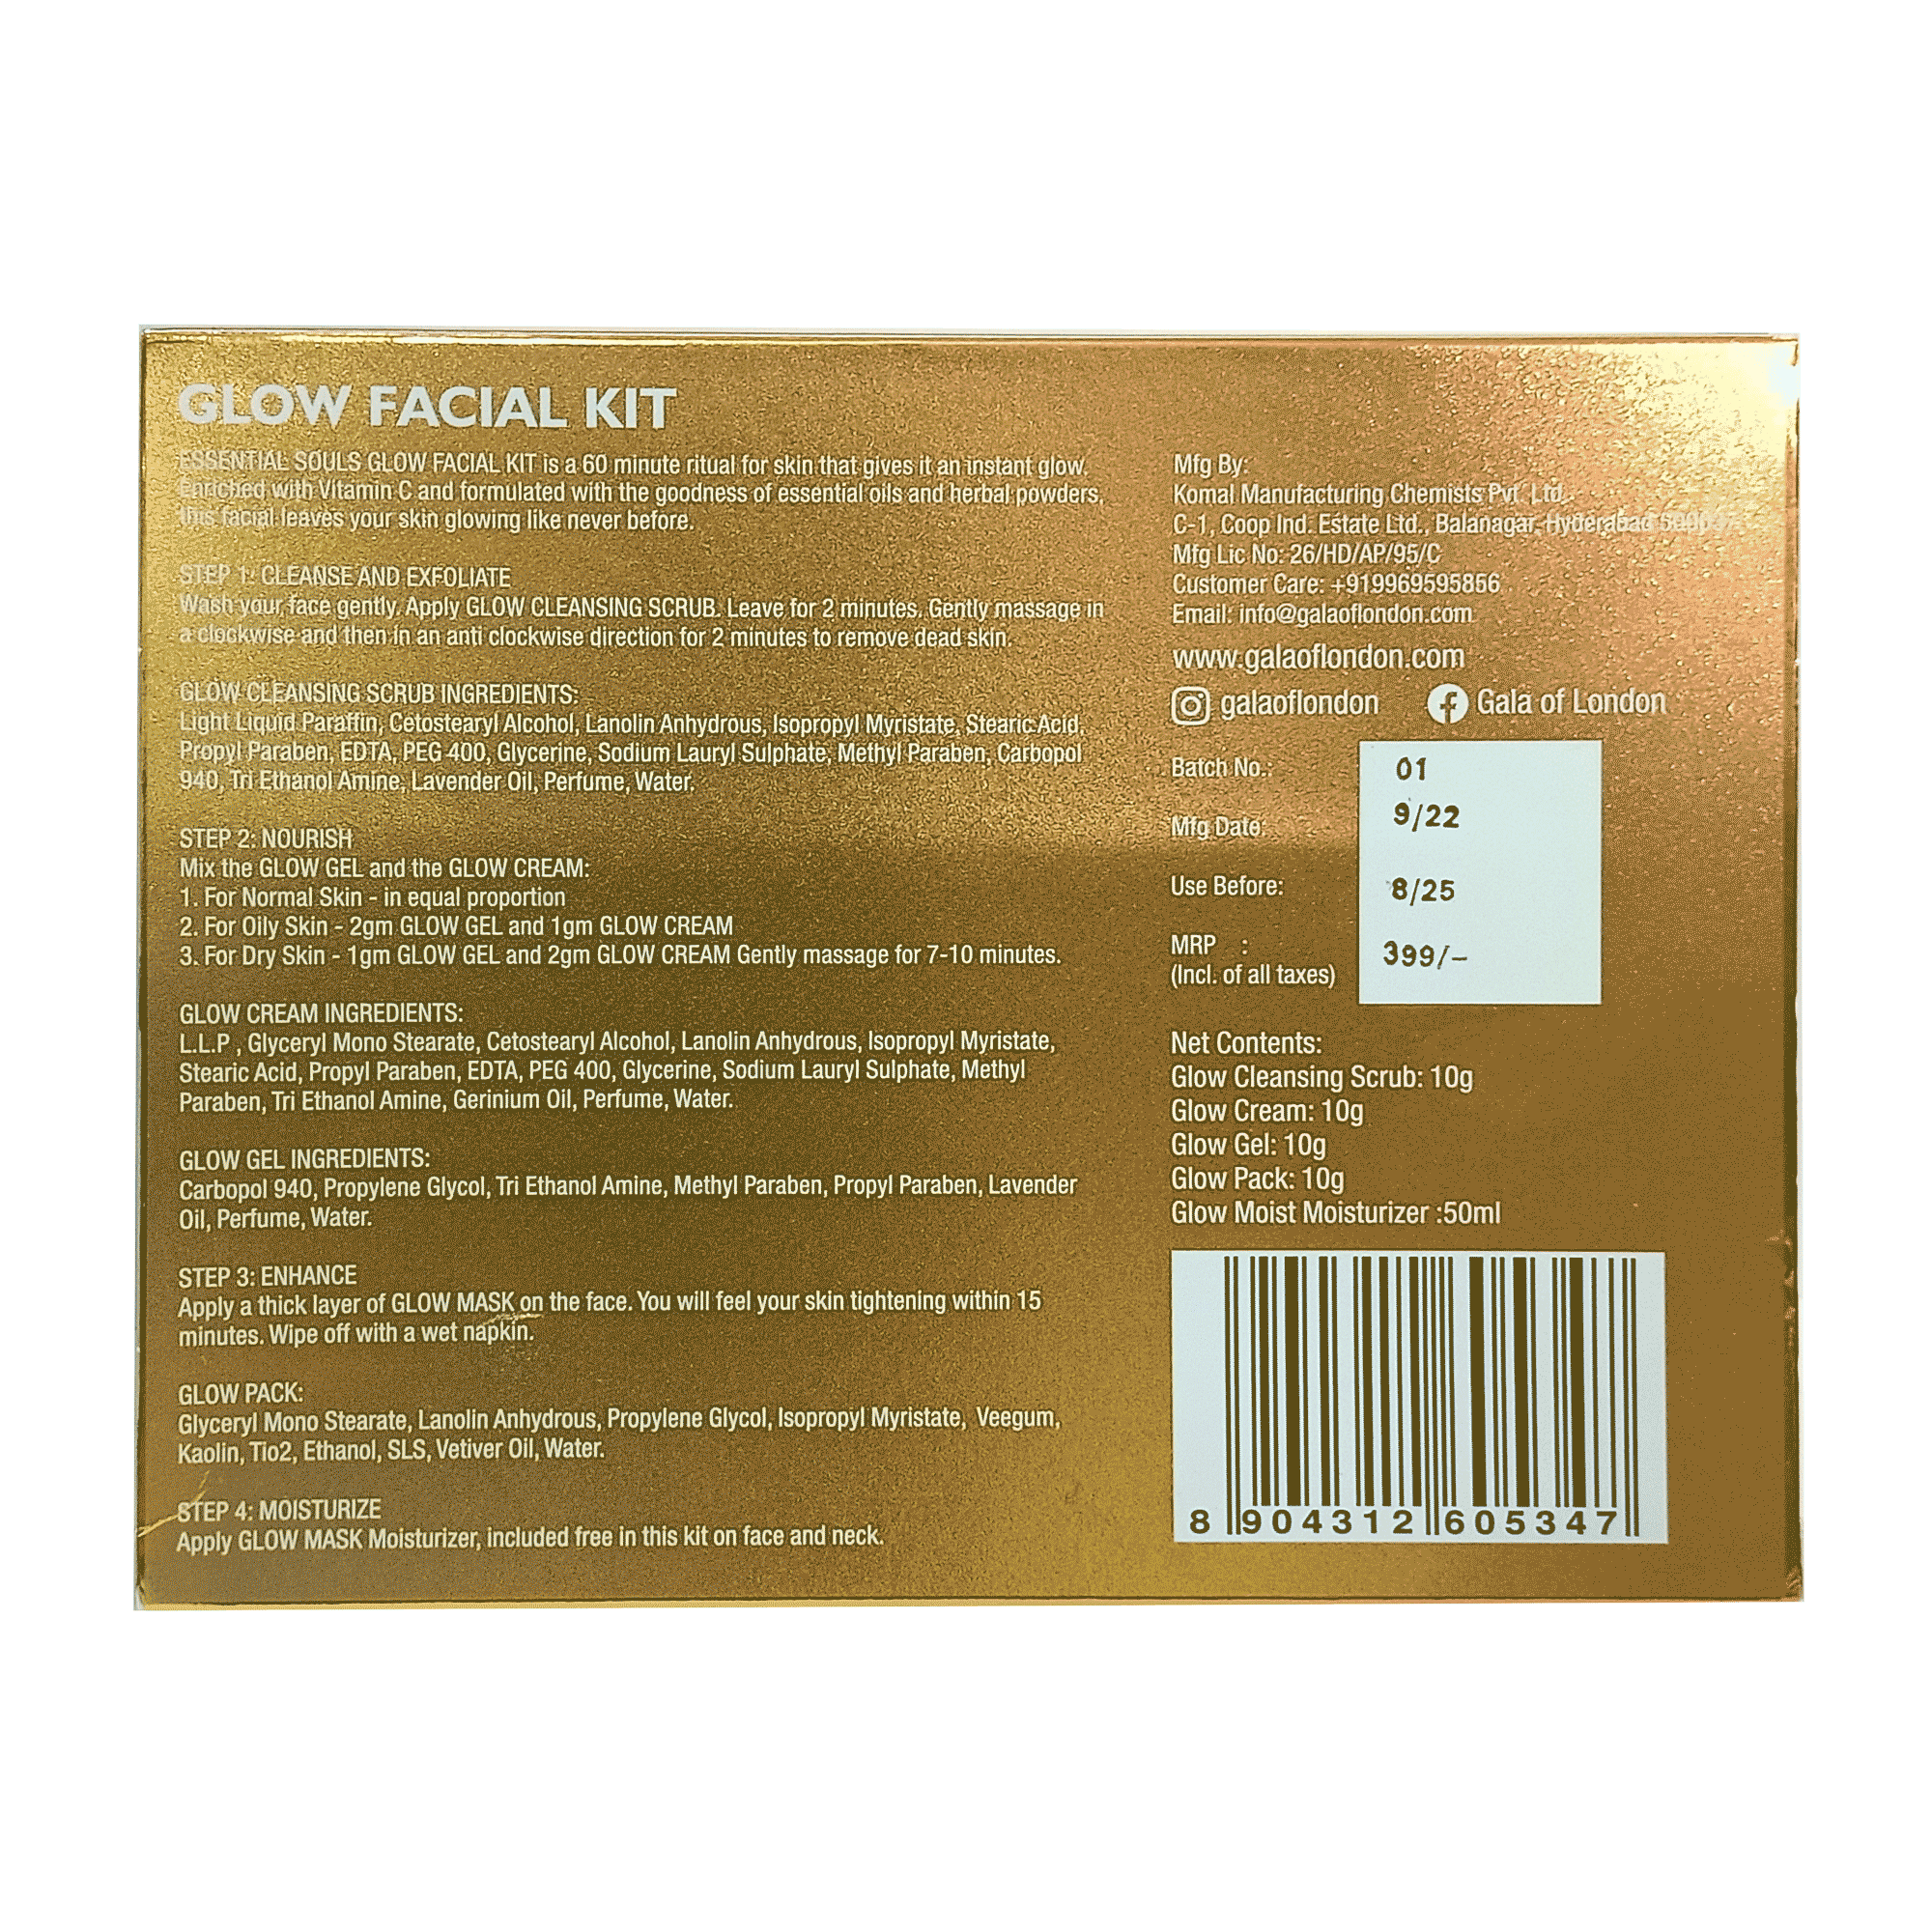 GLOW FACIAL KIT
ESSENTIAL SOULS GLOW FACIAL KIT is a 60 minute ritual for skin that gives it an instant glow.
Enriched with Vitamin C and formulated with the goodness of essential oils and herbal powders,
this facial leaves your skin glowing like never before.
STEP 1: CLEANSE AND EXFOLIATE
Wash your face gently. Apply GLOW CLEANSING SCRUB. Leave for 2 minutes. Gently massage in
a clockwise and then in an anti clockwise direction for 2 minutes to remove dead skin.
GLOW CLEANSING SCRUB INGREDIENTS:
Light Liquid Paraffin, Cetostearyl Alcohol, Lanolin Anhydrous, Isopropyl Myristate, Stearic Acid,
Propyl Paraben, EDTA, PEG 400, Glycerine, Sodium Lauryl Sulphate, Methyl Paraben, Carbopol
940, Tri Ethanol Amine, Lavender Oil, Perfume, Water.
STEP 2: NOURISH
Mix the GLOW GEL and the GLOW CREAM:
1. For Normal Skin - in equal proportion
2. For Oily Skin - 2gm GLOW GEL and 1gm GLOW CREAM
3. For Dry Skin - 1gm GLOW GEL and 2gm GLOW CREAM Gently massage for 7-10 minutes.
GLOW CREAM INGREDIENTS:
L.L.P , Glyceryl Mono Stearate, Cetostearyl Alcohol, Lanolin Anhydrous, Isopropyl Myristate,
Stearic Acid, Propyl Paraben, EDTA, PEG 400, Glycerine, Sodium Lauryl Sulphate, Methyl
Paraben, Tri Ethanol Amine, Gerinium Oil, Perfume, Water.
GLOW GEL INGREDIENTS:
Carbopol 940, Propylene Glycol, Tri Ethanol Amine, Methyl Paraben, Propyl Paraben, Lavender
Oil, Perfume, Water.
STEP 3: ENHANCE
Apply a thick layer of GLOW MASK on the face. You will feel your skin tightening within 15
minutes. Wipe off with a wet napkin.
GLOW PACK:
Glyceryl Mono Stearate, Lanolin Anhydrous, Propylene Glycol, Isopropyl Myristate, Veegum,
Kaolin, Tio2, Ethanol, SLS, Vetiver Oil, Water.
STEP 4: MOISTURIZE
Apply GLOW MASK Moisturizer, included free in this kit on face and neck.
Mfg By:
Komal Manufacturing Chemists Pvt. Ltd.
C-1, Coop Ind. Estate Ltd., Balanagar, Hyderabad
Mfg Lic No: 26/HD/AP/95/C
Customer Care: +919969595856
Email: info@galaoflondon.com
www.galaoflondon.com
galaoflondon Gala of London
Batch No.: 01
Mfg Date: 9/22
Use Before: 8/25
MRP : 399/-
(Incl. of all taxes)
Net Contents:
Glow Cleansing Scrub: 10g
Glow Cream: 10g
Glow Gel: 10g
Glow Pack: 10g
Glow Moist Moisturizer :50ml
8 904312 605347